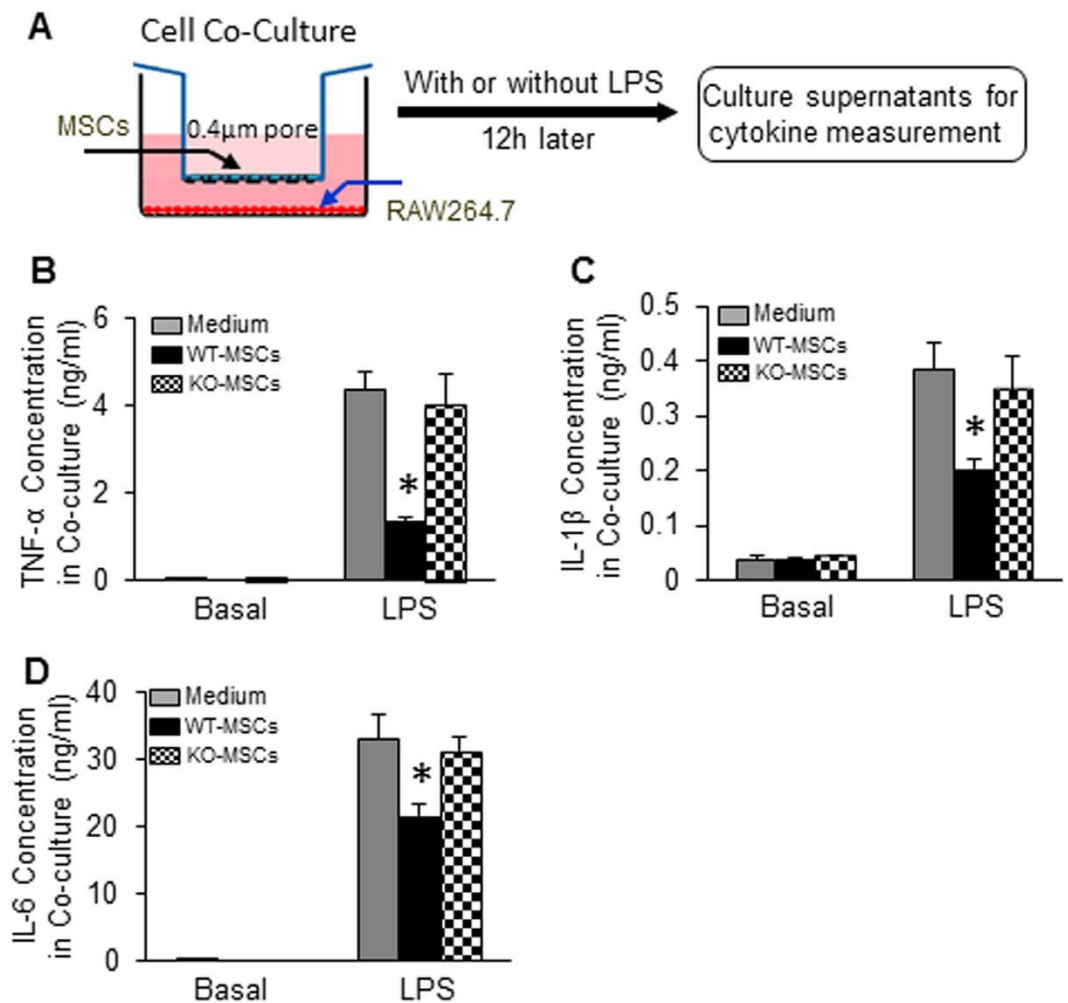 A
Cell Co-Culture
MSCs
0.4μm pore
RAW264.7
With or without LPS
12h later
Culture supernatants for
cytokine measurement
B
TNF-α Concentration
in Co-culture (ng/ml)
6
4
2
0
Medium
WT-MSCs
KO-MSCs
*
Basal
LPS
C
IL-1β Concentration
in Co-culture (ng/ml)
0.5
0.4
0.3
0.2
0.1
0
Medium
WT-MSCs
KO-MSCs
*
Basal
LPS
D
IL-6 Concentration
in Co-culture (ng/ml)
40
30
20
10
0
Medium
WT-MSCs
KO-MSCs
*
Basal
LPS